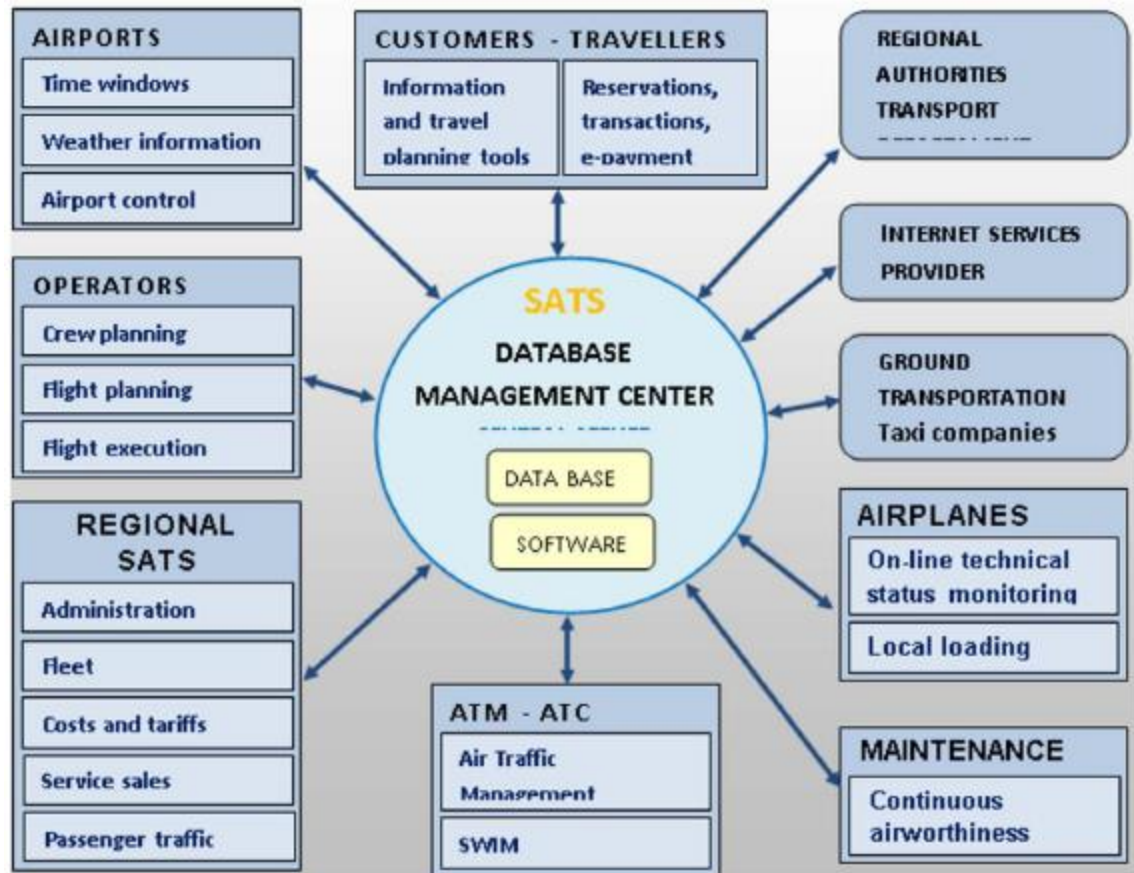 AIRPORTS
Time windows
Weather information
Airport control
OPERATORS
Crew planning
Flight planning
Flight execution
REGIONAL
SATS
Administration
Fleet
Costs and tariffs
Service sales
Passenger traffic
CUSTOMERS - TRAVELLERS
Information
and travel
planning tools
Reservations,
transactions,
e-payment
SATS
DATABASE
MANAGEMENT CENTER
DATA BASE
SOFTWARE
ATM - ATC
Air Traffic
Management
SWIM
REGIONAL
AUTHORITIES
TRANSPORT
INTERNET SERVICES
PROVIDER
GROUND
TRANSPORTATION
Taxi companies
AIRPLANES
On-line technical
status monitoring
Local loading
MAINTENANCE
Continuous
airworthiness